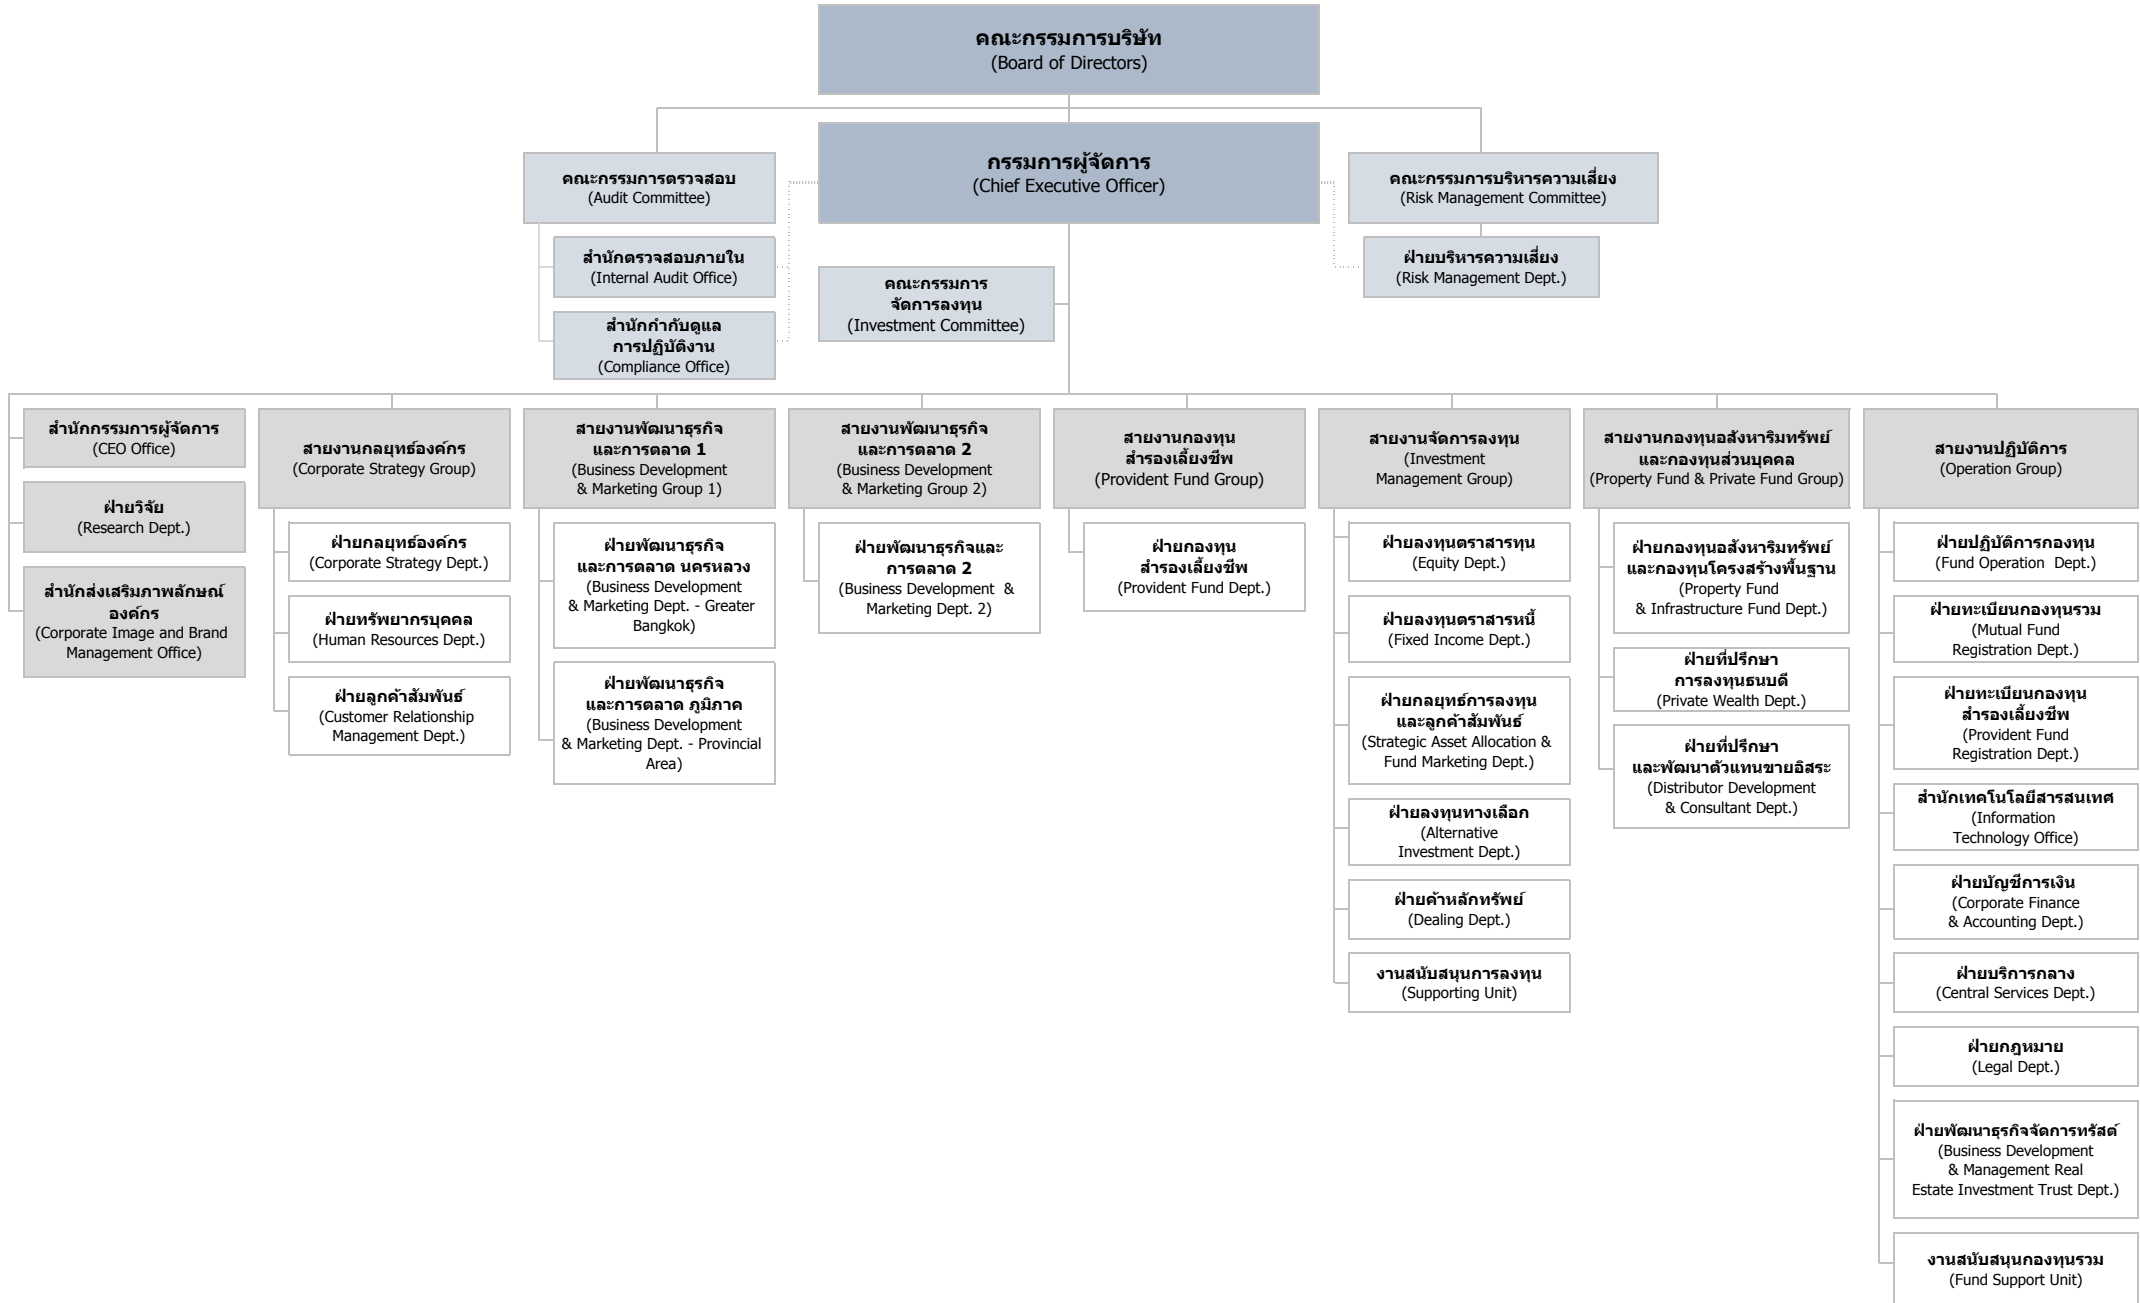 คณะกรรมการบริษัท
(Board of Directors)
กรรมการผู้จัดการ
(Chief Executive Officer)
คณะกรรมการตรวจสอบ
(Audit Committee)
คณะกรรมการบริหารความเสี่ยง
(Risk Management Committee)
สำนักตรวจสอบภายใน
(Internal Audit Office)
ฝ่ายบริหารความเสี่ยง
(Risk Management Dept.)
คณะกรรมการ
จัดการลงทุน
(Investment Committee)
สำนักกำกับดูแล
การปฏิบัติงาน
(Compliance Office)
สำนักกรรมการผู้จัดการ
(CEO Office)
ฝ่ายวิจัย
(Research Dept.)
สำนักส่งเสริมภาพลักษณ์
องค์กร
(Corporate Image and Brand
Management Office)
สายงานกลยุทธ์องค์กร
(Corporate Strategy Group)
ฝ่ายกลยุทธ์องค์กร
(Corporate Strategy Dept.)
ฝ่ายทรัพยากรบุคคล
(Human Resources Dept.)
ฝ่ายลูกค้าสัมพันธ์
(Customer Relationship
Management Dept.)
สายงานพัฒนาธุรกิจ
และการตลาด 1
(Business Development
& Marketing Group 1)
ฝ่ายพัฒนาธุรกิจ
และการตลาด นครหลวง
(Business Development
& Marketing Dept. - Greater
Bangkok)
ฝ่ายพัฒนาธุรกิจ
และการตลาด ภูมิภาค
(Business Development
& Marketing Dept. - Provincial
Area)
สายงานพัฒนาธุรกิจ
และการตลาด 2
(Business Development
& Marketing Group 2)
ฝ่ายพัฒนาธุรกิจและ
การตลาด 2
(Business Development &
Marketing Dept. 2)
สายงานกองทุน
สำรองเลี้ยงชีพ
(Provident Fund Group)
ฝ่ายกองทุน
สำรองเลี้ยงชีพ
(Provident Fund Dept.)
สายงานจัดการลงทุน
(Investment
Management Group)
ฝ่ายลงทุนตราสารทุน
(Equity Dept.)
ฝ่ายลงทุนตราสารหนี้
(Fixed Income Dept.)
ฝ่ายกลยุทธ์การลงทุน
และลูกค้าสัมพันธ์
(Strategic Asset Allocation &
Fund Marketing Dept.)
ฝ่ายลงทุนทางเลือก
(Alternative
Investment Dept.)
ฝ่ายค้าหลักทรัพย์
(Dealing Dept.)
งานสนับสนุนการลงทุน
(Supporting Unit)
สายงานกองทุนอสังหาริมทรัพย์
และกองทุนส่วนบุคคล
(Property Fund & Private Fund Group)
ฝ่ายกองทุนอสังหาริมทรัพย์
และกองทุนโครงสร้างพื้นฐาน
(Property Fund
& Infrastructure Fund Dept.)
ฝ่ายที่ปรึกษา
การลงทุนธนบดี
(Private Wealth Dept.)
ฝ่ายที่ปรึกษา
และพัฒนาตัวแทนขายอิสระ
(Distributor Development
& Consultant Dept.)
สายงานปฏิบัติการ
(Operation Group)
ฝ่ายปฏิบัติการกองทุน
(Fund Operation Dept.)
ฝ่ายทะเบียนกองทุนรวม
(Mutual Fund
Registration Dept.)
ฝ่ายทะเบียนกองทุน
สำรองเลี้ยงชีพ
(Provident Fund
Registration Dept.)
สำนักเทคโนโลยีสารสนเทศ
(Information
Technology Office)
ฝ่ายบัญชีการเงิน
(Corporate Finance
& Accounting Dept.)
ฝ่ายบริการกลาง
(Central Services Dept.)
ฝ่ายกฎหมาย
(Legal Dept.)
ฝ่ายพัฒนาธุรกิจจัดการทรัสต์
(Business Development
& Management Real
Estate Investment Trust Dept.)
งานสนับสนุนกองทุนรวม
(Fund Support Unit)